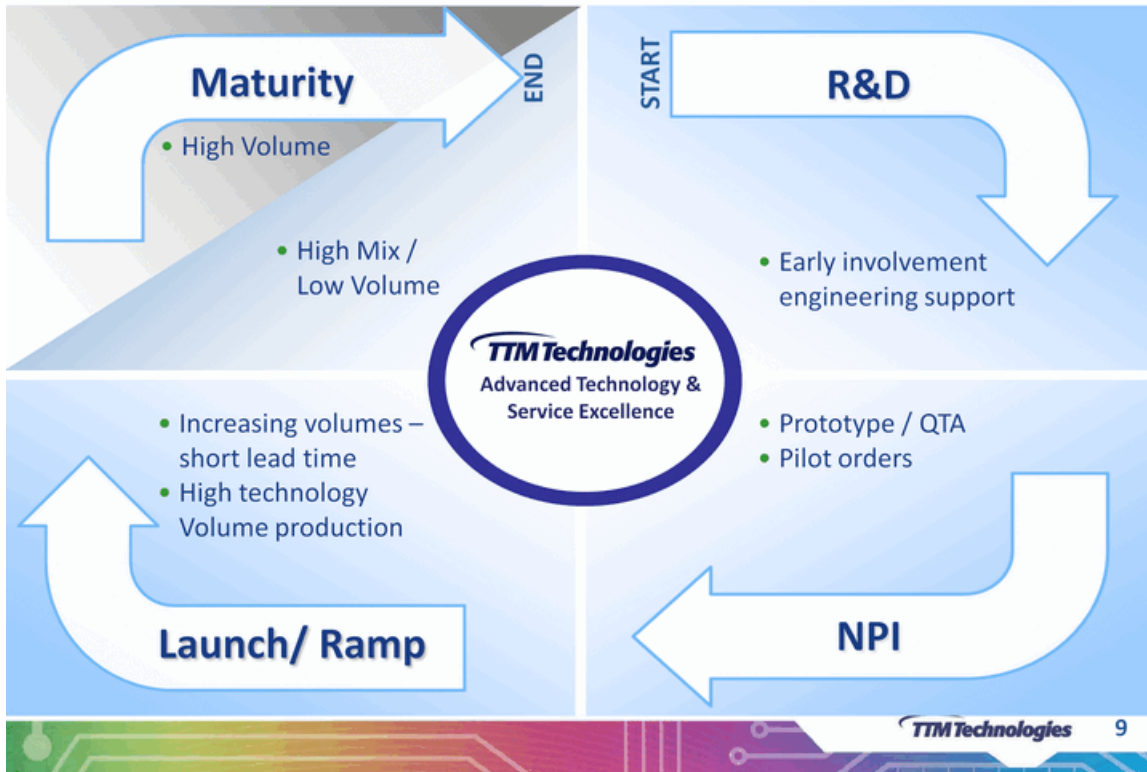 Maturity
END
START
R&D
• High Volume
• High Mix /
Low Volume
• Early involvement
engineering support
TTM Technologies
Advanced Technology &
Service Excellence
• Increasing volumes –
short lead time
• High technology
Volume production
• Prototype / QTA
• Pilot orders
Launch/ Ramp
NPI
TTM Technologies
9